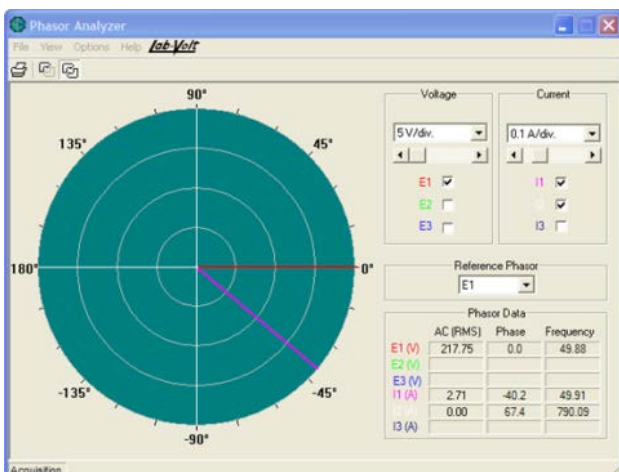 Phasor Analyzer
File View Options Help Lab-Volt
90°
135° 45°
180° 0°
-135° -45°
-90°
Voltage
5 V/div.
E1
E2
E3
Current
0.1 A/div.
I1
I3
Reference Phasor
E1
Phasor Data
AC (RMS) Phase Frequency
E1 (V) 217.75 0.0 49.88
E2 (V)
E3 (V)
I1 (A) 2.71 -40.2 49.91
I2 (A) 0.00 67.4 790.09
I3 (A)
Acquisition